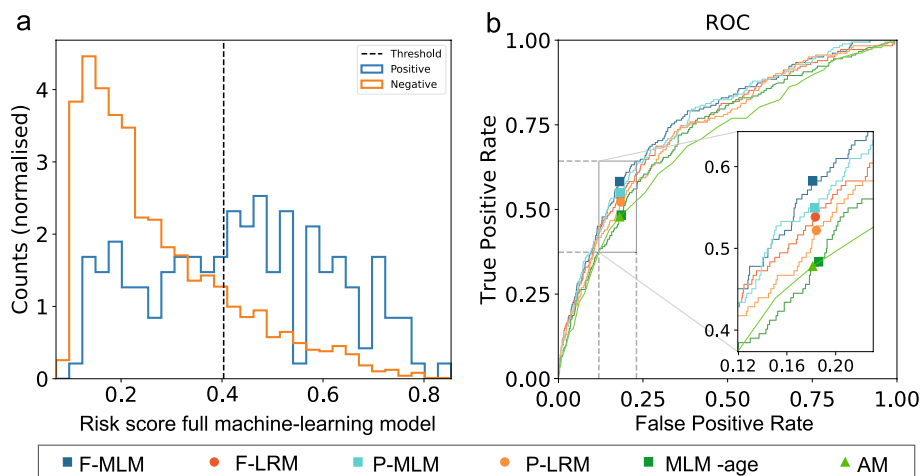 a
Counts (normalised)
4
3
2
1
0
0.2
0.4
0.6
0.8
Risk score full machine-learning model
Threshold
Positive
Negative
b
ROC
True Positive Rate
1.00
0.75
0.50
0.25
0.00
0.00
0.25
0.50
0.75
1.00
False Positive Rate
0.6
0.5
0.4
0.12
0.16
0.20
F-MLM
F-LRM
P-MLM
P-LRM
MLM -age
AM